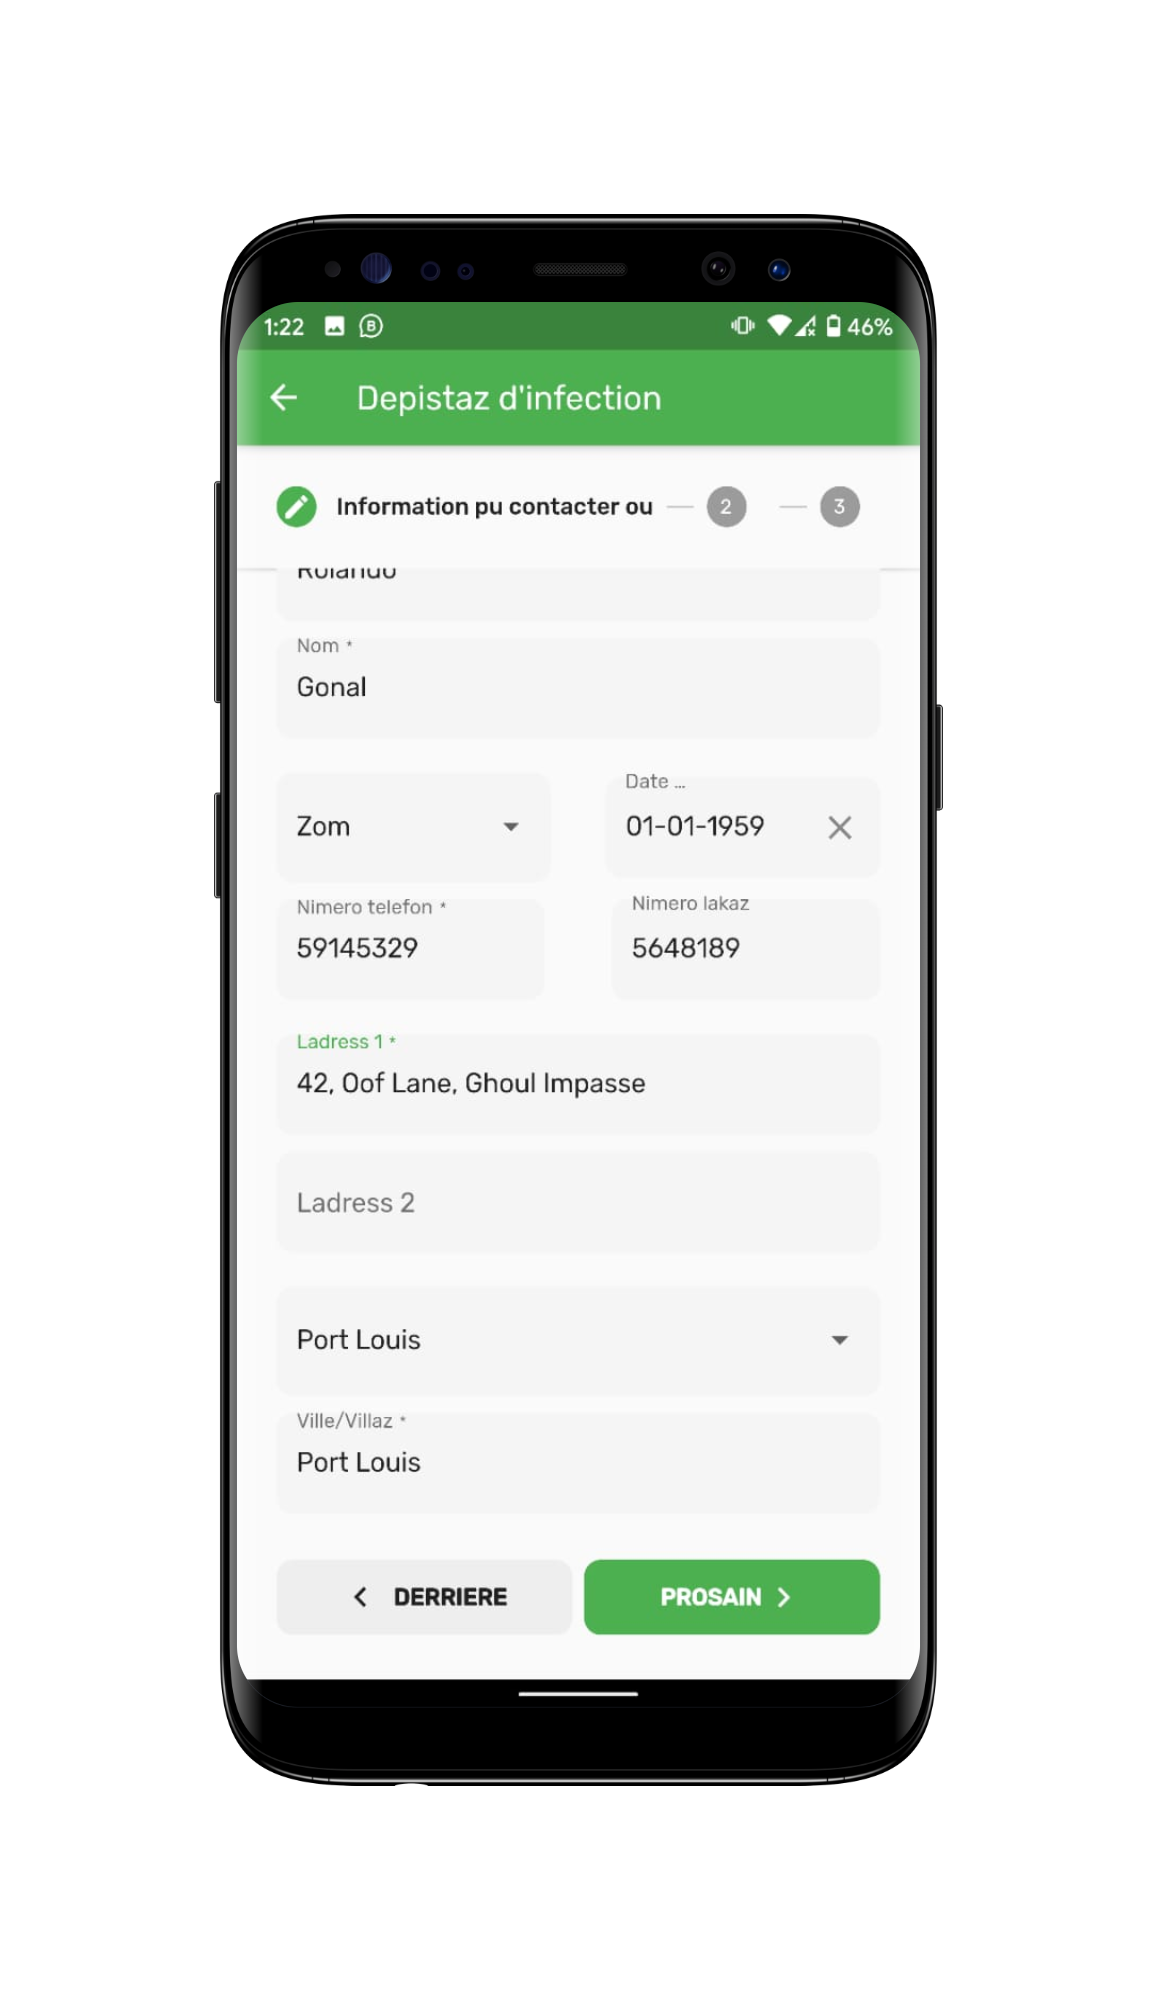 1:22 46%
Depistaz d'infection
Information pu contacter ou 2 3
Nom *
Gonal
Zom
Date ...
01-01-1959
Nimero telefon *
59145329
Nimero lakaz
5648189
Ladress 1 *
42, Oof Lane, Ghoul Impasse
Ladress 2
Port Louis
Ville/Villaz *
Port Louis
DERRIERE
PROSAIN